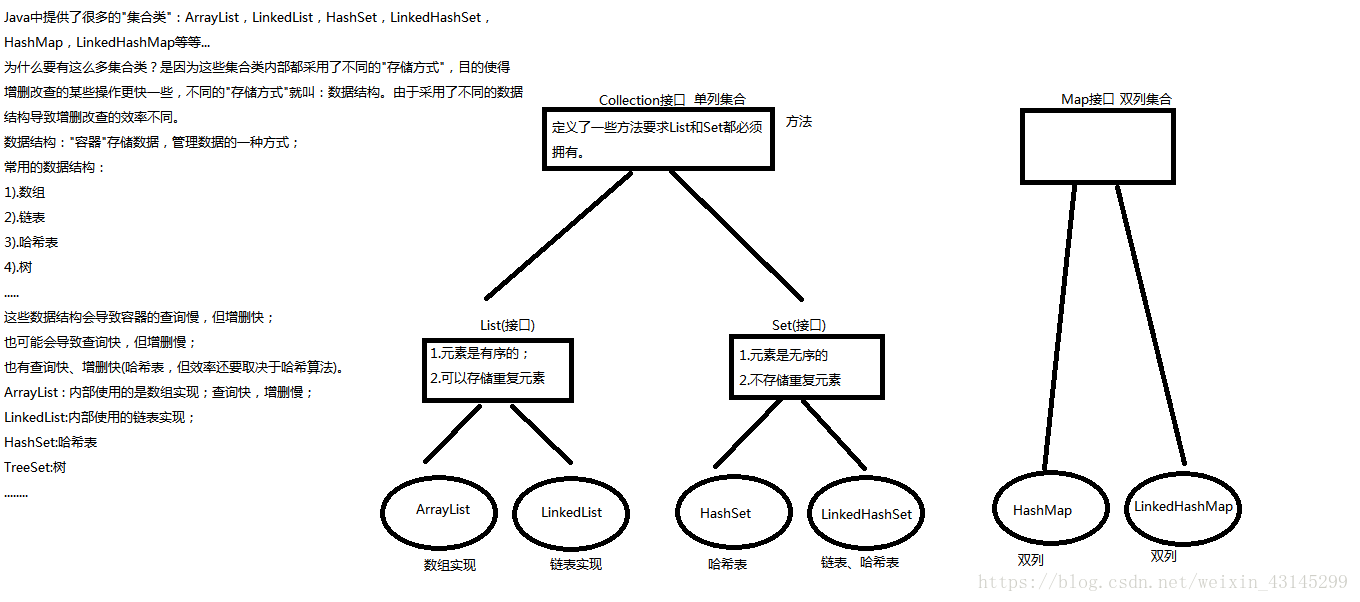 Java中提供了很多的"集合类"：ArrayList，LinkedList，HashSet，LinkedHashSet，
HashMap，LinkedHashMap等等...
为什么要有这么多集合类？是因为这些集合类内部都采用了不同的"存储方式"，目的使得
增删改查的某些操作更快一些，不同的"存储方式"就叫：数据结构。由于采用了不同的数据
结构导致增删改查的效率不同。
数据结构："容器"存储数据，管理数据的一种方式；
常用的数据结构：
1).数组
2).链表
3).哈希表
4).树
.....
这些数据结构会导致容器的查询慢，但增删快；
也可能会导致查询快，但增删慢；
也有查询快、增删快(哈希表，但效率还要取决于哈希算法)。
ArrayList：内部使用的是数组实现；查询快，增删慢；
LinkedList:内部使用的链表实现；
HashSet:哈希表
TreeSet:树
........
Collection接口 单列集合
定义了一些方法要求List和Set都必须
拥有。
方法
Map接口 双列集合
List(接口)
1.元素是有序的；
2.可以存储重复元素
Set(接口)
1.元素是无序的
2.不存储重复元素
ArrayList
LinkedList
HashSet
LinkedHashSet
HashMap
LinkedHashMap
数组实现
链表实现
哈希表
链表、哈希表
双列
双列
https://blog.csdn.net/weixin_43145299